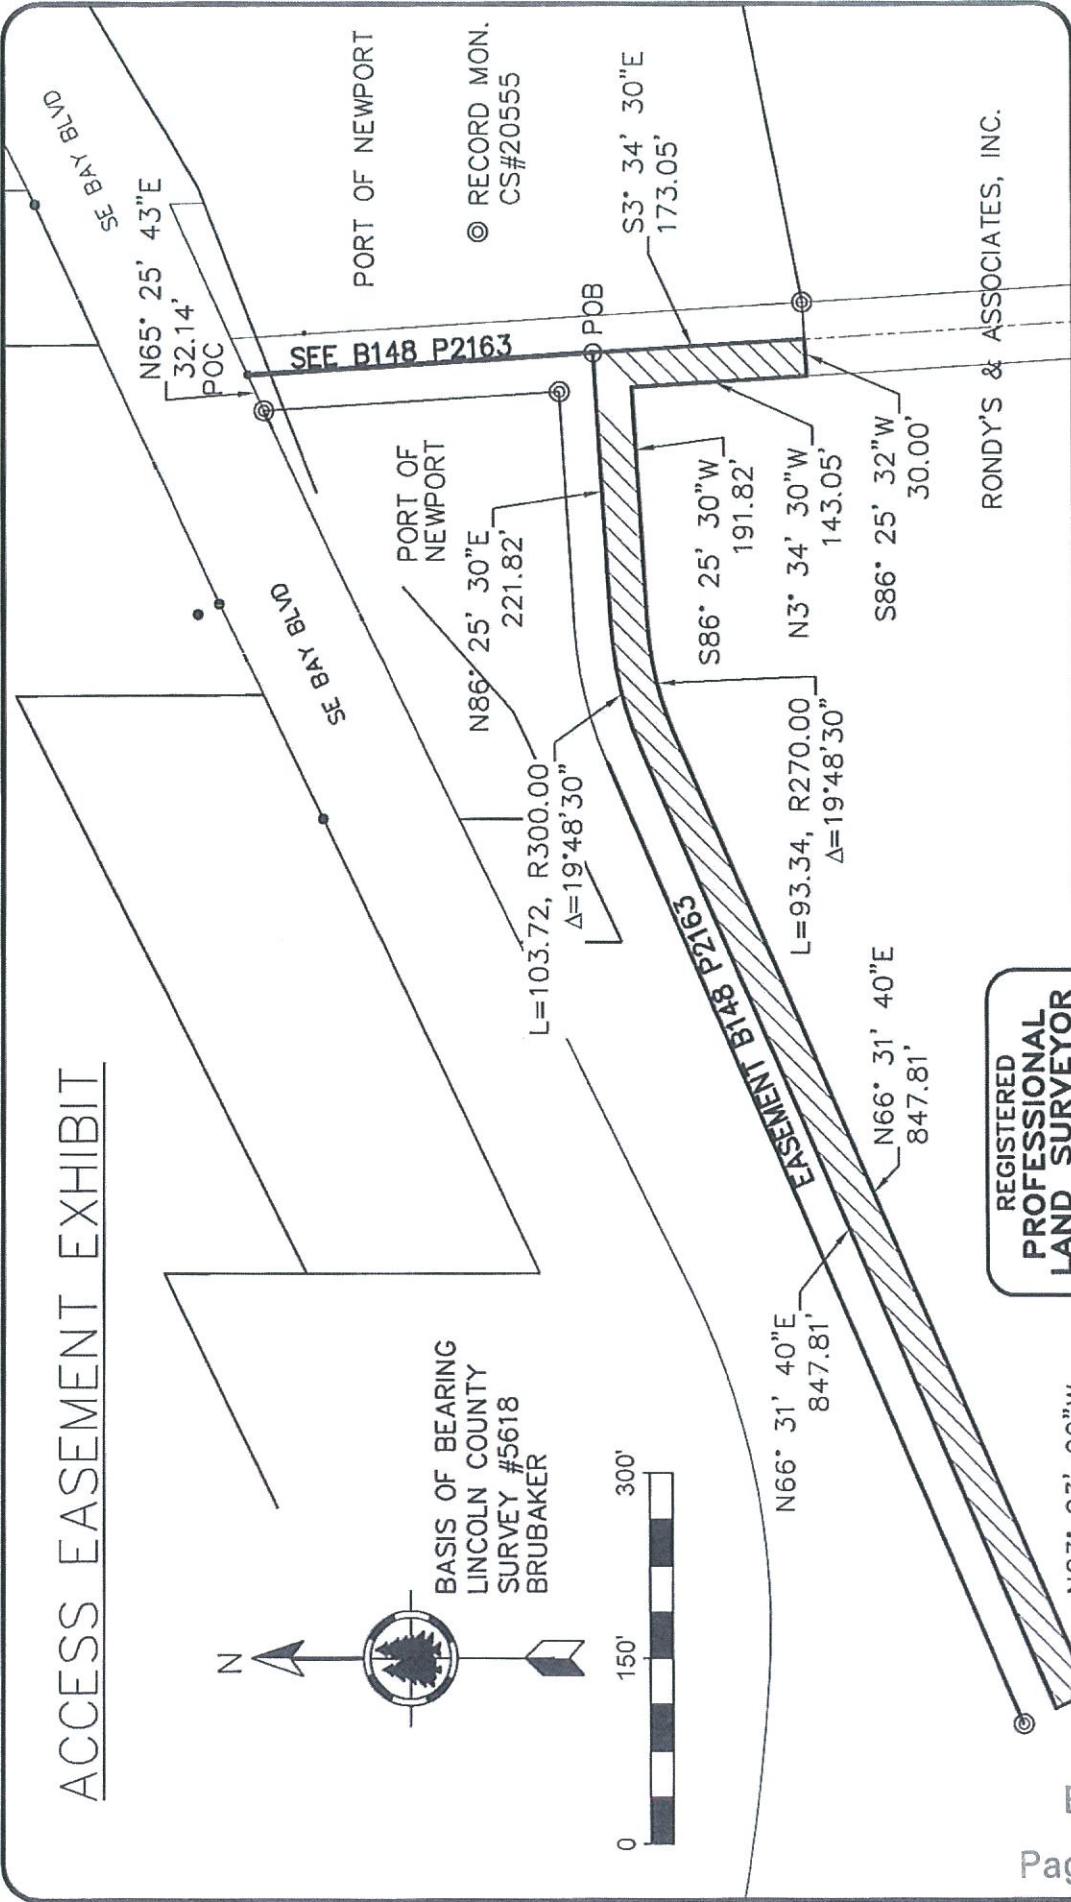 ACCESS EASEMENT EXHIBIT
N
BASIS OF BEARING
LINCOLN COUNTY
SURVEY #5618
BRUBAKER
0
150'
300'
SE BAY BLVD
SE BAY BLVD
SE BAY BLVD
N65° 25' 43"E
32.14'
POC
SEE B148 P2163
PORT OF NEWPORT
RECORD MON.
CS#20555
PORT OF
NEWPORT
N86° 25' 30"E
221.82'
POB
S3° 34' 30"E
173.05'
L=103.72, R300.00'
Δ=19°48'30"
S86° 25' 30"W
191.82'
N3° 34' 30"W
143.05'
S86° 25' 32"W
30.00'
L=93.34, R270.00
Δ=19°48'30"
EASEMENT B148 P2163
N66° 31' 40"E
847.81'
N66° 31' 40"E
847.81'
RONDY'S & ASSOCIATES, INC.
REGISTERED
PROFESSIONAL
LAND SURVEYOR
Pag